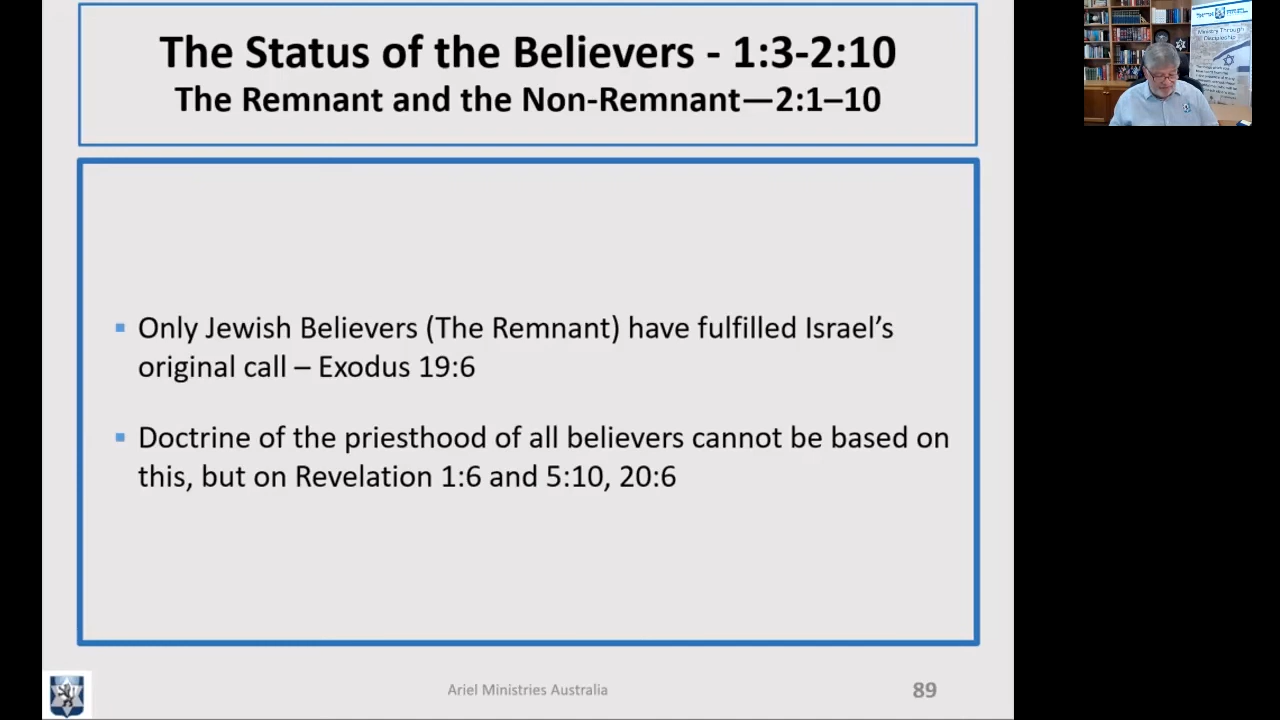 The Status of the Believers - 1:3-2:10
The Remnant and the Non-Remnant—2:1–10
Ministry Through
Discipleship
▪ Only Jewish Believers (The Remnant) have fulfilled Israel’s
original call – Exodus 19:6
▪ Doctrine of the priesthood of all believers cannot be based on
this, but on Revelation 1:6 and 5:10, 20:6
Ariel Ministries Australia
89